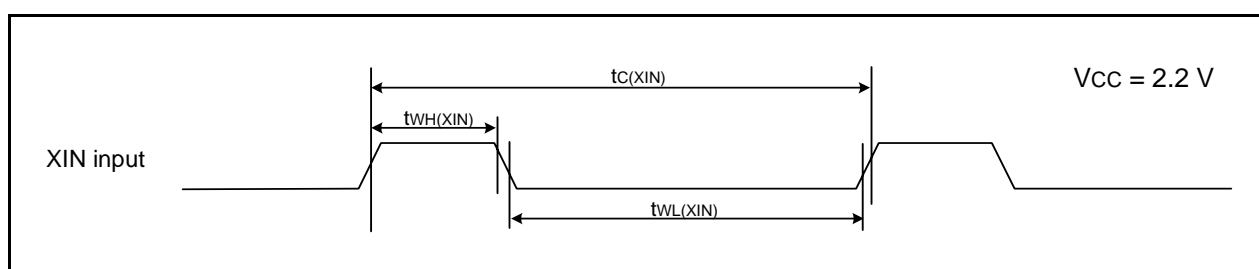 tC(XIN)
VCC = 2.2 V
tWH(XIN)
XIN input
tWL(XIN)